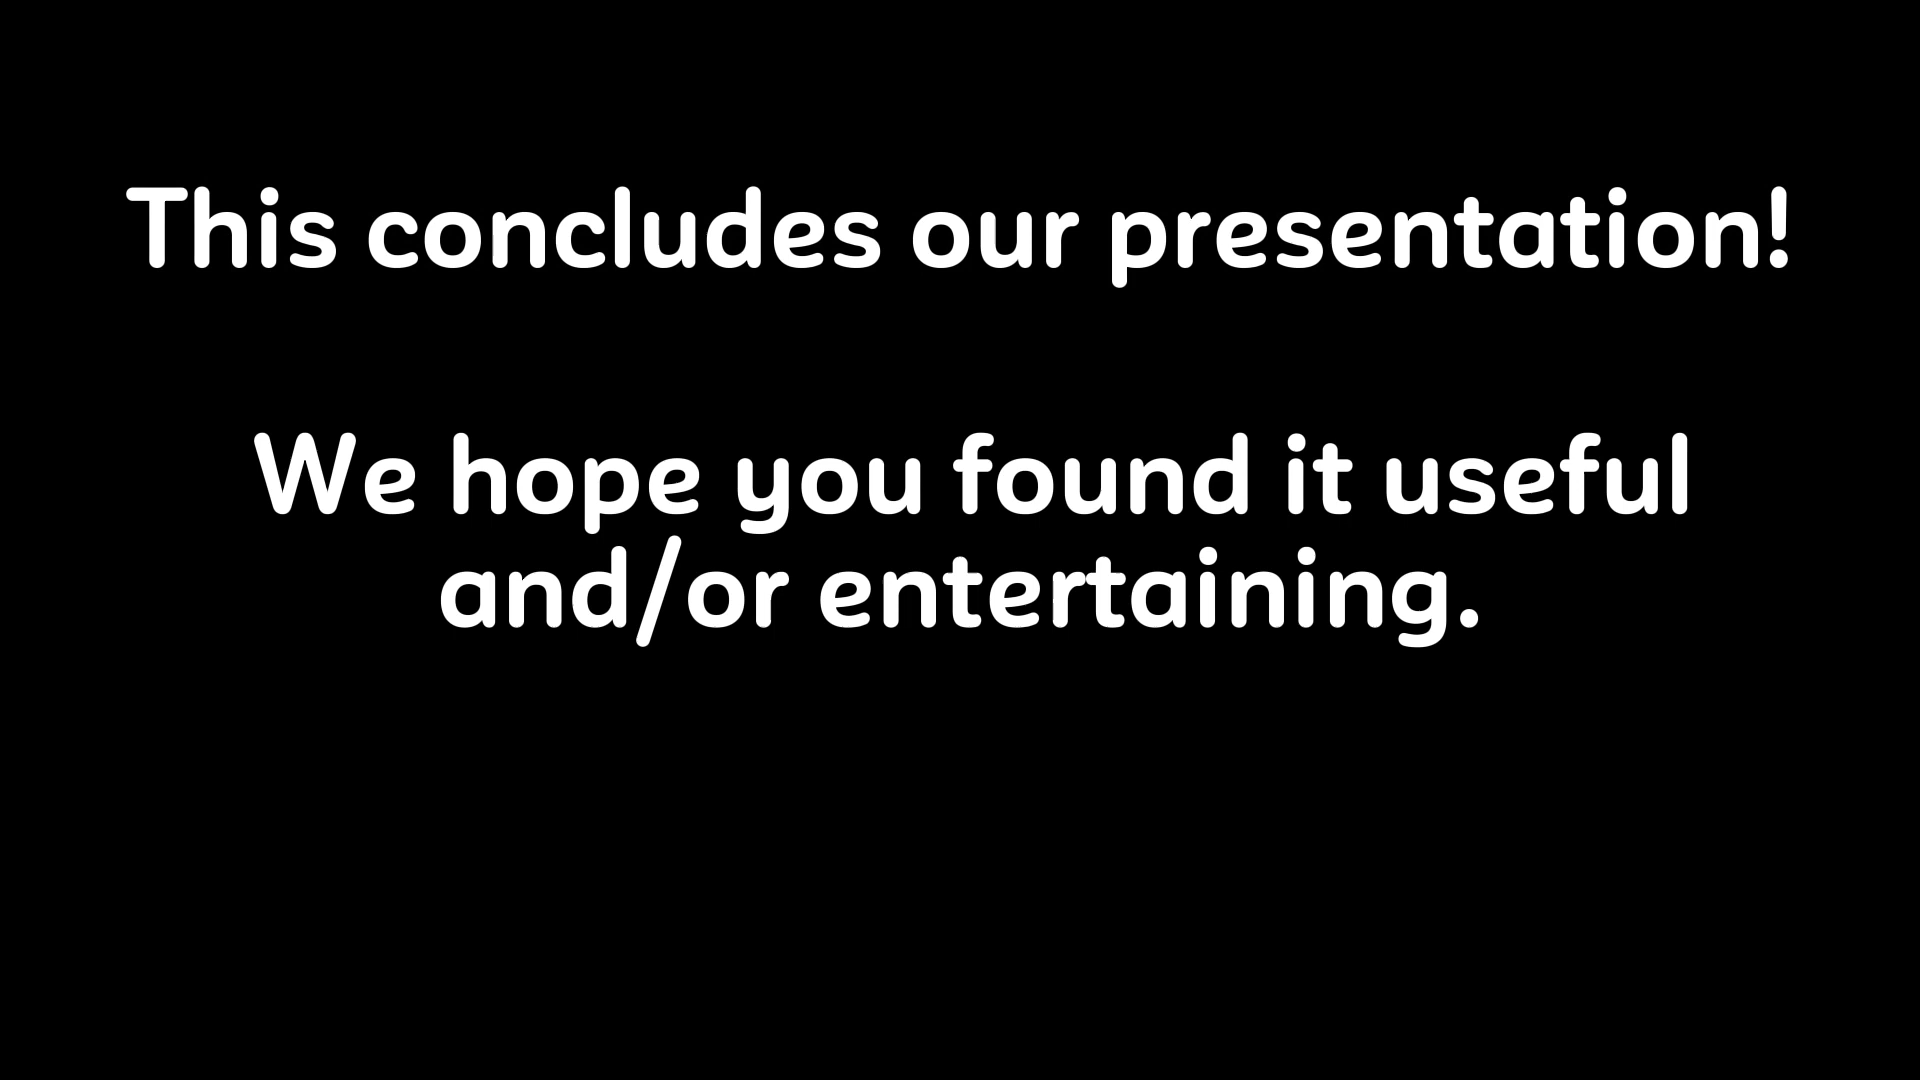 This concludes our presentation!
We hope you found it useful
and/or entertaining.